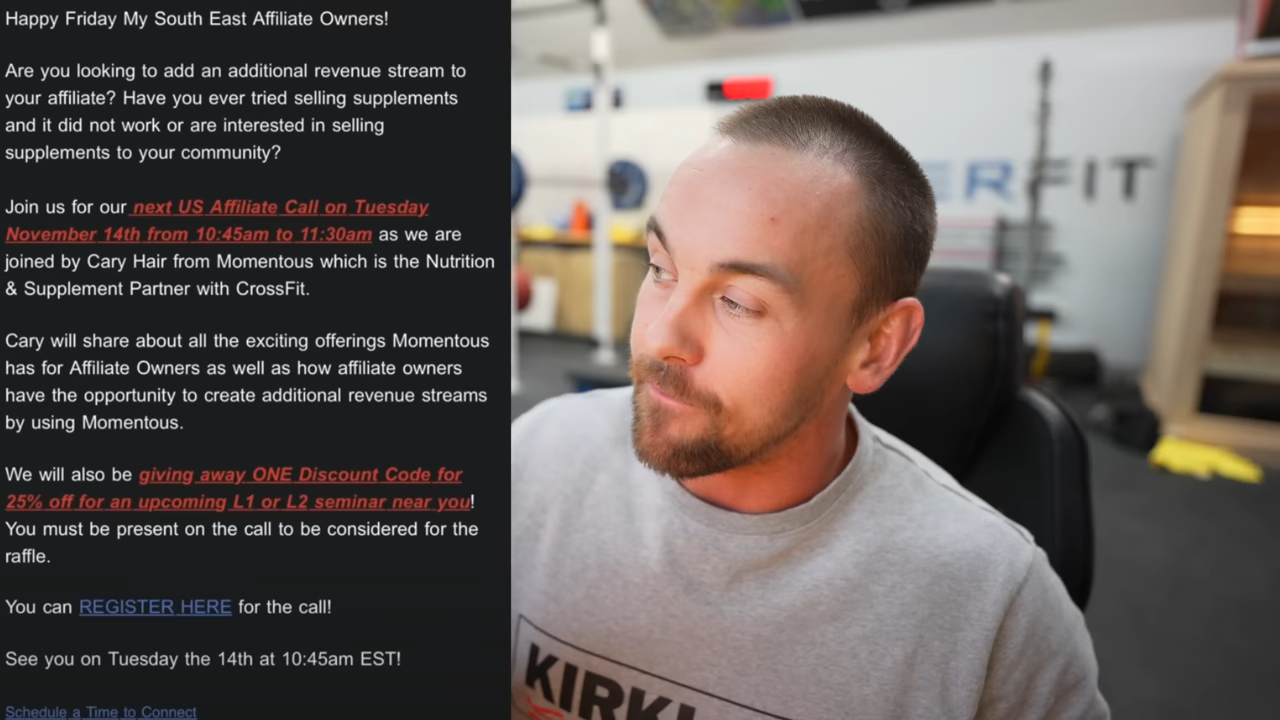 Happy Friday My South East Affiliate Owners!
Are you looking to add an additional revenue stream to
your affiliate? Have you ever tried selling supplements
and it did not work or are interested in selling
supplements to your community?
Join us for our next US Affiliate Call on Tuesday
November 14th from 10:45am to 11:30am as we are
joined by Cary Hair from Momentous which is the Nutrition
& Supplement Partner with CrossFit.
Cary will share about all the exciting offerings Momentous
has for Affiliate Owners as well as how affiliate owners
have the opportunity to create additional revenue streams
by using Momentous.
We will also be giving away ONE Discount Code for
25% off for an upcoming L1 or L2 seminar near you!
You must be present on the call to be considered for the
raffle.
You can REGISTER HERE for the call!
See you on Tuesday the 14th at 10:45am EST!
Schedule a Time to Connect
ERFIT
KIRKL